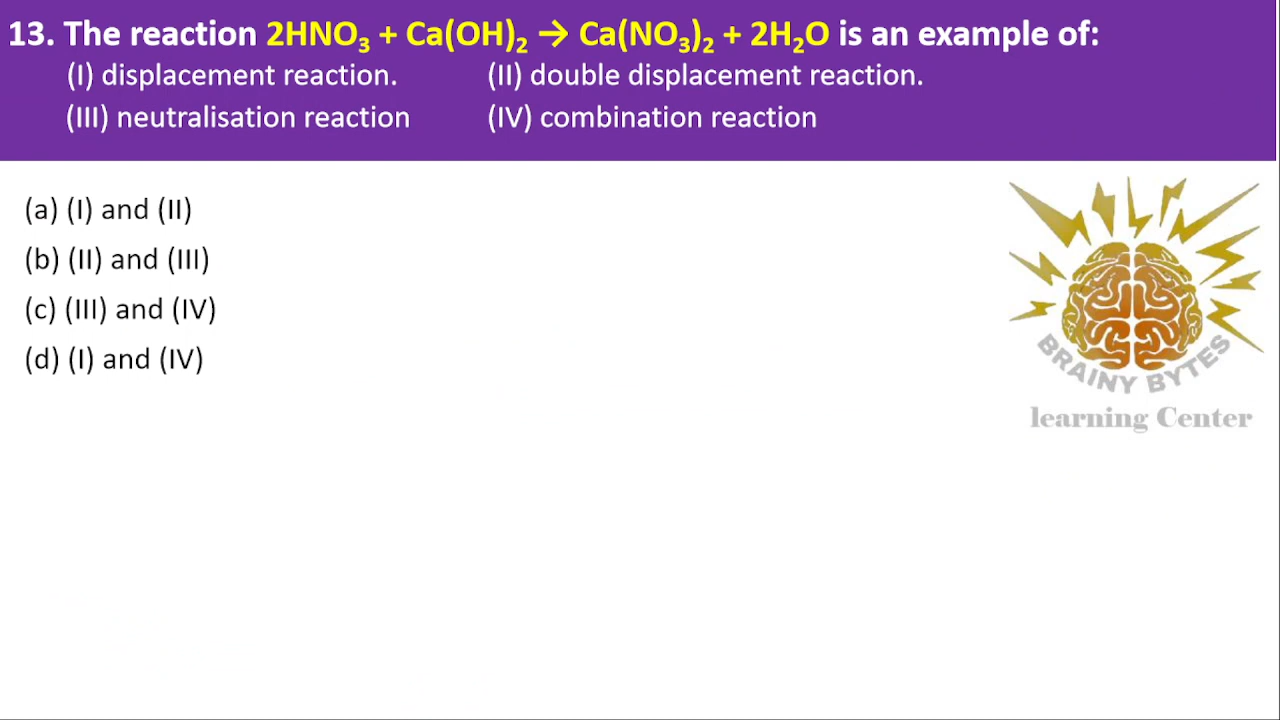 13. The reaction 2HNO₃ + Ca(OH)₂ → Ca(NO₃)₂ + 2H₂O is an example of:
(I) displacement reaction. (II) double displacement reaction.
(III) neutralisation reaction (IV) combination reaction
(a) (I) and (II)
(b) (II) and (III)
(c) (III) and (IV)
(d) (I) and (IV)
BRAINY BYTES
learning Center